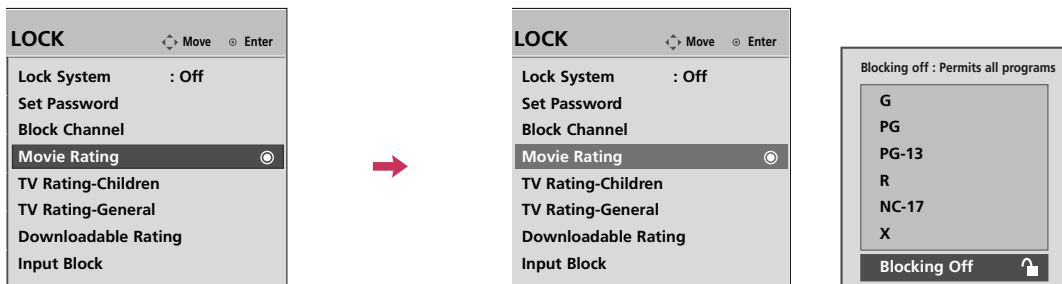 LOCK Move Enter
Lock System : Off
Set Password
Block Channel
Movie Rating
TV Rating-Children
TV Rating-General
Downloadable Rating
Input Block
LOCK Move Enter
Lock System : Off
Set Password
Block Channel
Movie Rating
TV Rating-Children
TV Rating-General
Downloadable Rating
Input Block
Blocking off : Permits all programs
G
PG
PG-13
R
NC-17
X
Blocking Off